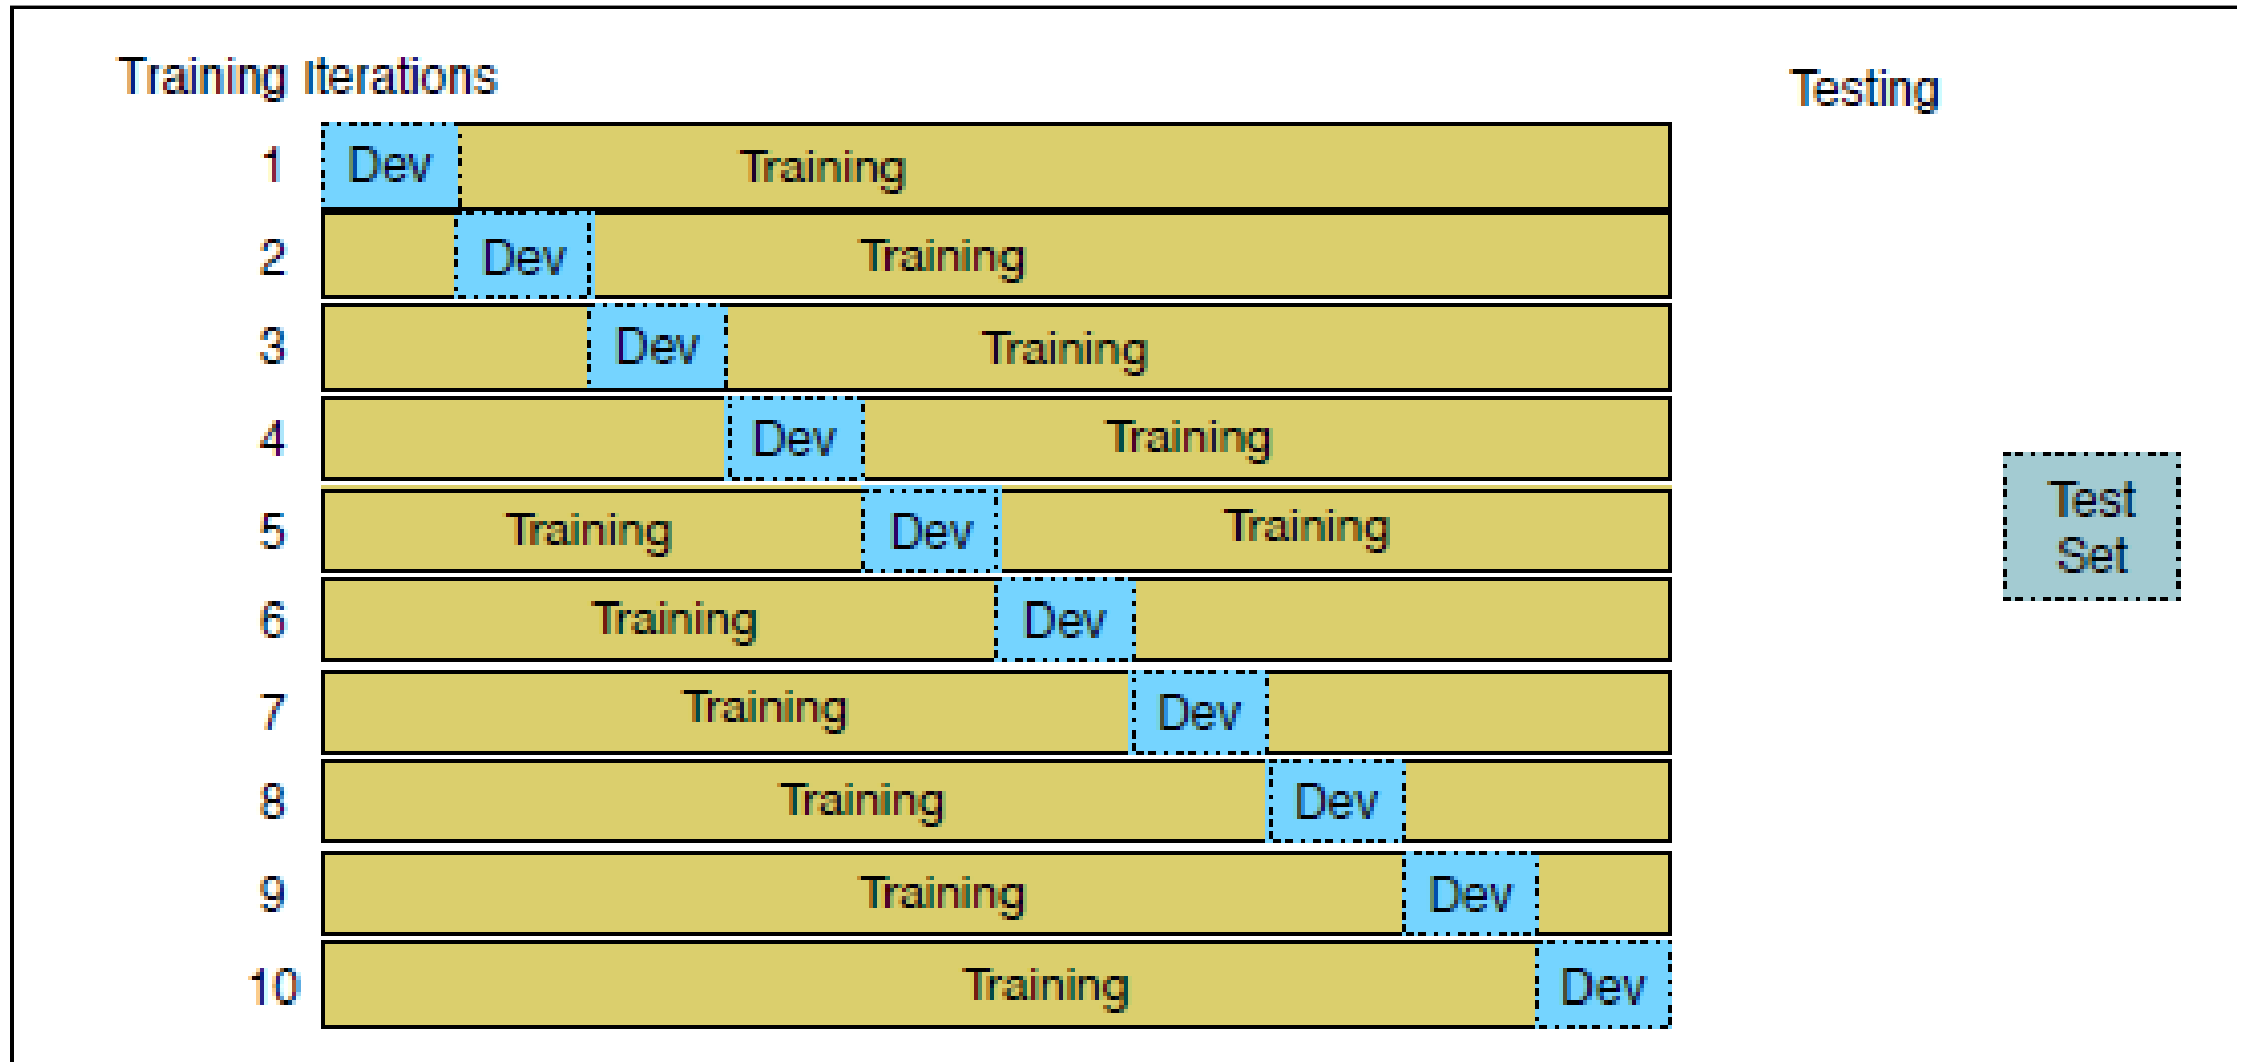 Training Iterations
Testing
1 Dev Training
2 Dev Training
3 Dev Training
4 Dev Training
5 Training Dev Training
6 Training Dev
7 Training Dev
8 Training Dev
9 Training Dev
10 Training Dev
Test
Set